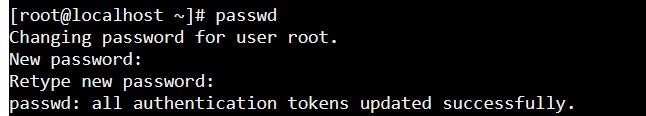 [root@localhost ~]# passwd
Changing password for user root.
New password:
Retype new password:
passwd: all authentication tokens updated successfully.